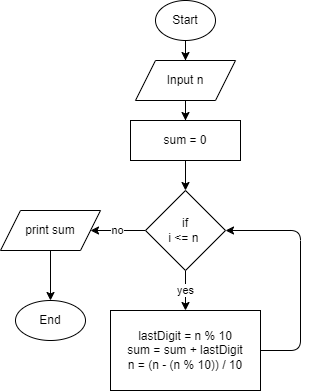 Start
Input n
sum = 0
if
i <= n
no
print sum
End
yes
lastDigit = n % 10
sum = sum + lastDigit
n = (n - (n % 10)) / 10